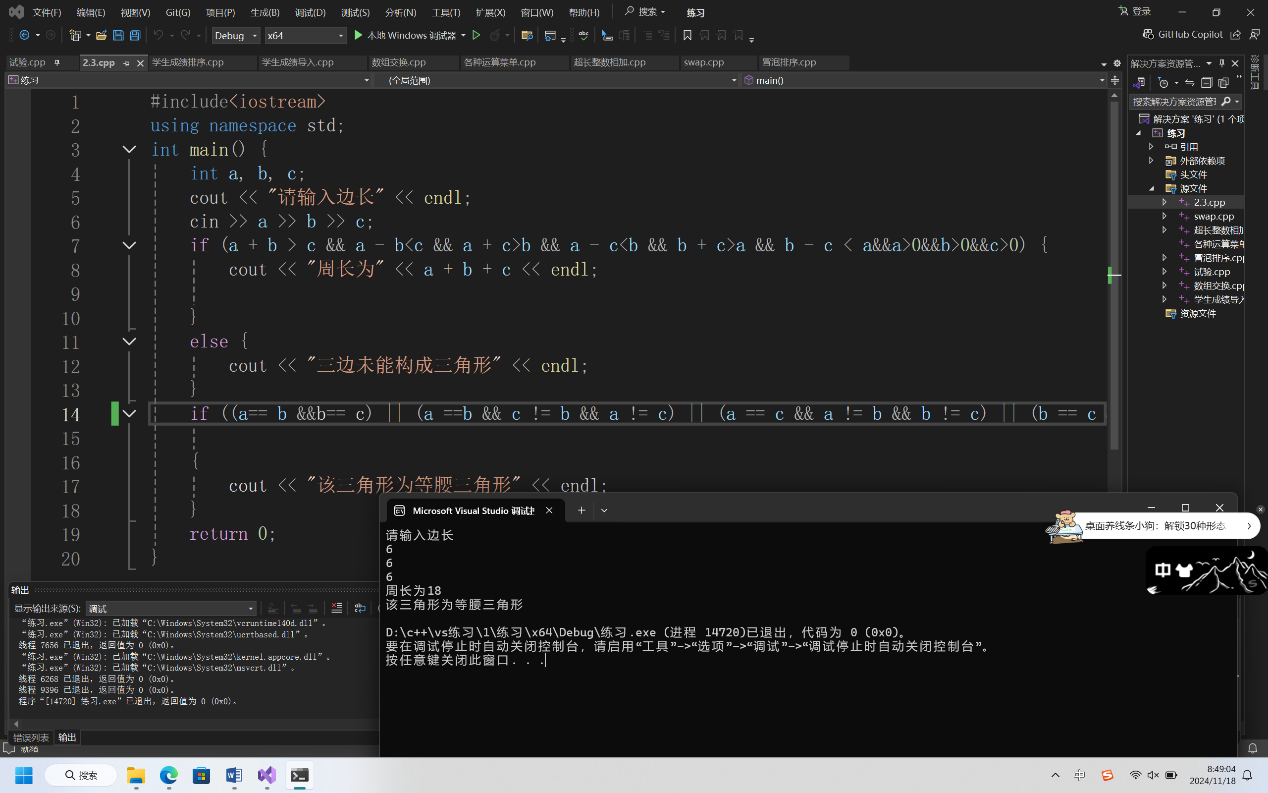 文件(F) 编辑(E) 视图(V) Git(G) 项目(P) 生成(B) 调试(D) 测试(S) 分析(N) 工具(T) 扩展(X) 窗口(W) 帮助(H) 搜索 练习 登录
Debug x64 本地 Windows 调试器 GitHub Copilot
试验.cpp 2.3.cpp 学生成绩排序.cpp 学生成绩导入.cpp 数组交换.cpp 各种运算菜单.cpp 超长整数相加.cpp swap.cpp 冒泡排序.cpp
练习 (全局范围) main()
1 #include<iostream>
2 using namespace std;
3 int main() {
4 int a, b, c;
5 cout << "请输入边长" << endl;
6 cin >> a >> b >> c;
7 if (a + b > c && a - b<c && a + c>b && a - c<b && b + c>a && b - c < a&&a>0&&b>0&&c>0) {
8 cout << "周长为" << a + b + c << endl;
9
10 }
11 else {
12 cout << "三边未能构成三角形" << endl;
13 }
14 if ((a== b &&b== c) || (a ==b && c != b && a != c) || (a == c && a != b && b != c) || (b == c
15
16 {
17 cout << "该三角形为等腰三角形" << endl;
18 }
19 return 0;
20 }
解决方案资源管...
诊断工具
搜索解决方案资源管
解决方案 '练习' (1 个项
练习
引用
外部依赖项
头文件
源文件
2.3.cpp
swap.cpp
超长整数相加
各种运算菜单
冒泡排序.cpp
试验.cpp
数组交换.cpp
学生成绩导入
资源文件
输出
显示输出来源(S): 调试
“练习.exe”(Win32): 已加载“C:\Windows\System32\vcruntime140d.dll”。
“练习.exe”(Win32): 已加载“C:\Windows\System32\ucrtbased.dll”。
线程 7656 已退出，返回值为 0 (0x0)。
“练习.exe”(Win32): 已加载“C:\Windows\System32\kernel.appcore.dll”。
“练习.exe”(Win32): 已加载“C:\Windows\System32\msvcrt.dll”。
线程 6268 已退出，返回值为 0 (0x0)。
线程 9396 已退出，返回值为 0 (0x0)。
程序“[14720] 练习.exe”已退出，返回值为 0 (0x0)。
错误列表 输出
就绪
Microsoft Visual Studio 调试
请输入边长
6
6
6
周长为18
该三角形为等腰三角形
D:\c++\vs练习\1\练习\x64\Debug\练习.exe (进程 14720)已退出，代码为 0 (0x0)。
要在调试停止时自动关闭控制台，请启用“工具”->“选项”->“调试”->“调试停止时自动关闭控制台”。
按任意键关闭此窗口. . .
桌面养线条小狗：解锁30种形态
中
搜索
中
8:49:04
2024/11/18